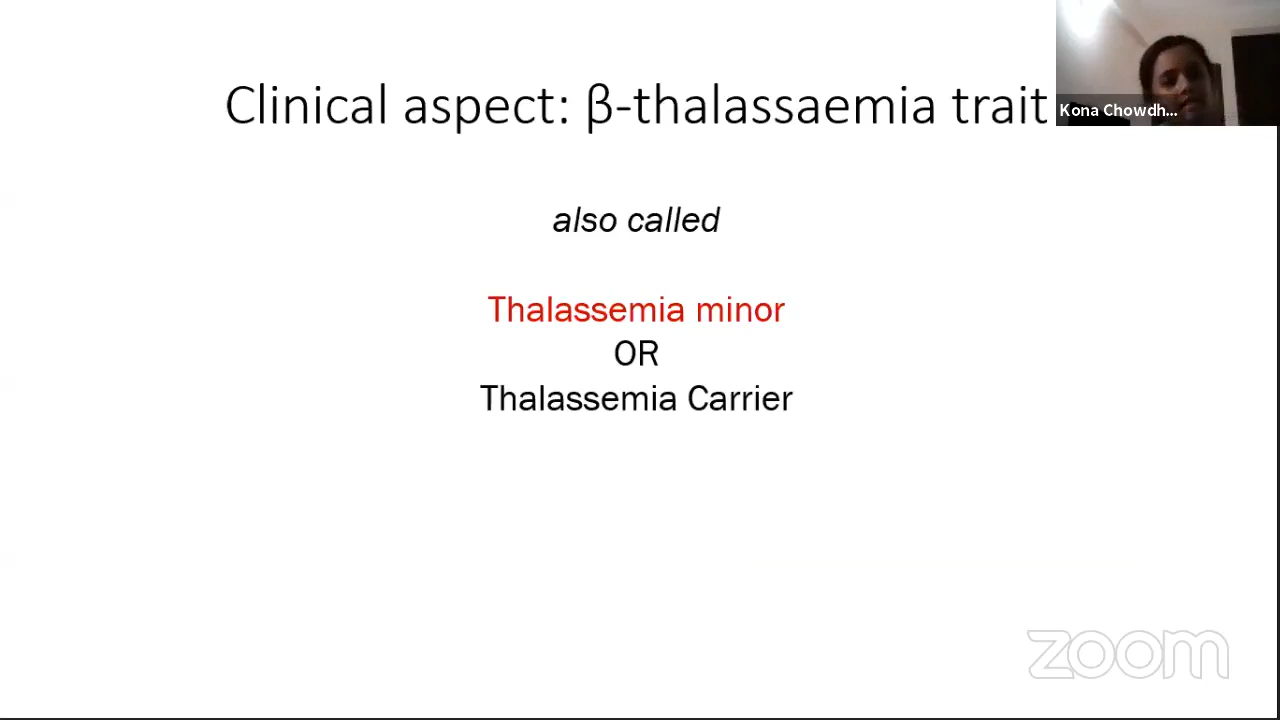 Clinical aspect: β-thalassaemia trait
Kona Chowdh...
also called
Thalassemia minor
OR
Thalassemia Carrier
zoom